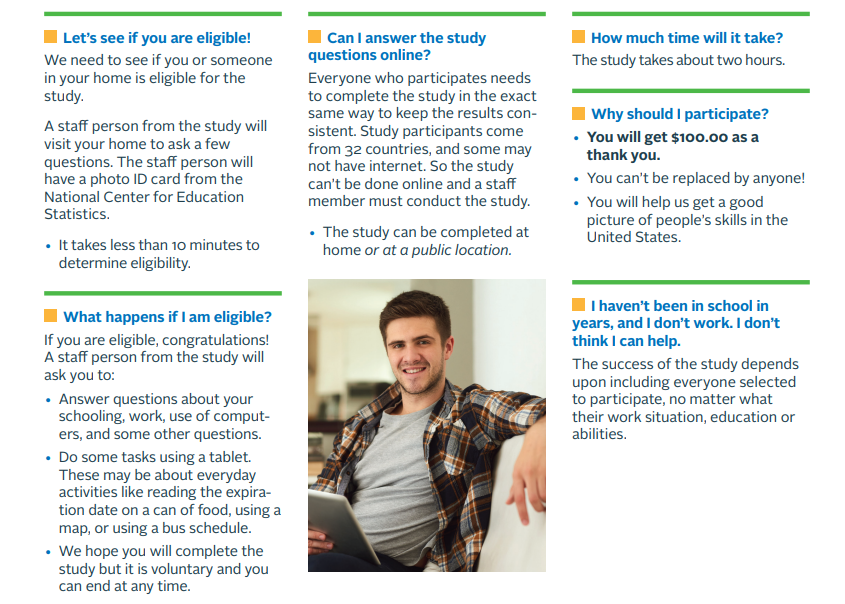 Let's see if you are eligible!
We need to see if you or someone
in your home is eligible for the
study.
A staff person from the study will
visit your home to ask a few
questions. The staff person will
have a photo ID card from the
National Center for Education
Statistics.
• It takes less than 10 minutes to
determine eligibility.
What happens if I am eligible?
If you are eligible, congratulations!
A staff person from the study will
ask you to:
• Answer questions about your
schooling, work, use of comput-
ers, and some other questions.
• Do some tasks using a tablet.
These may be about everyday
activities like reading the expira-
tion date on a can of food, using a
map, or using a bus schedule.
• We hope you will complete the
study but it is voluntary and you
can end at any time.
Can I answer the study
questions online?
Everyone who participates needs
to complete the study in the exact
same way to keep the results con-
sistent. Study participants come
from 32 countries, and some may
not have internet. So the study
can't be done online and a staff
member must conduct the study.
• The study can be completed at
home or at a public location.
How much time will it take?
The study takes about two hours.
Why should I participate?
• You will get $100.00 as a
thank you.
• You can't be replaced by anyone!
• You will help us get a good
picture of people's skills in the
United States.
I haven't been in school in
years, and I don't work. I don't
think I can help.
The success of the study depends
upon including everyone selected
to participate, no matter what
their work situation, education or
abilities.